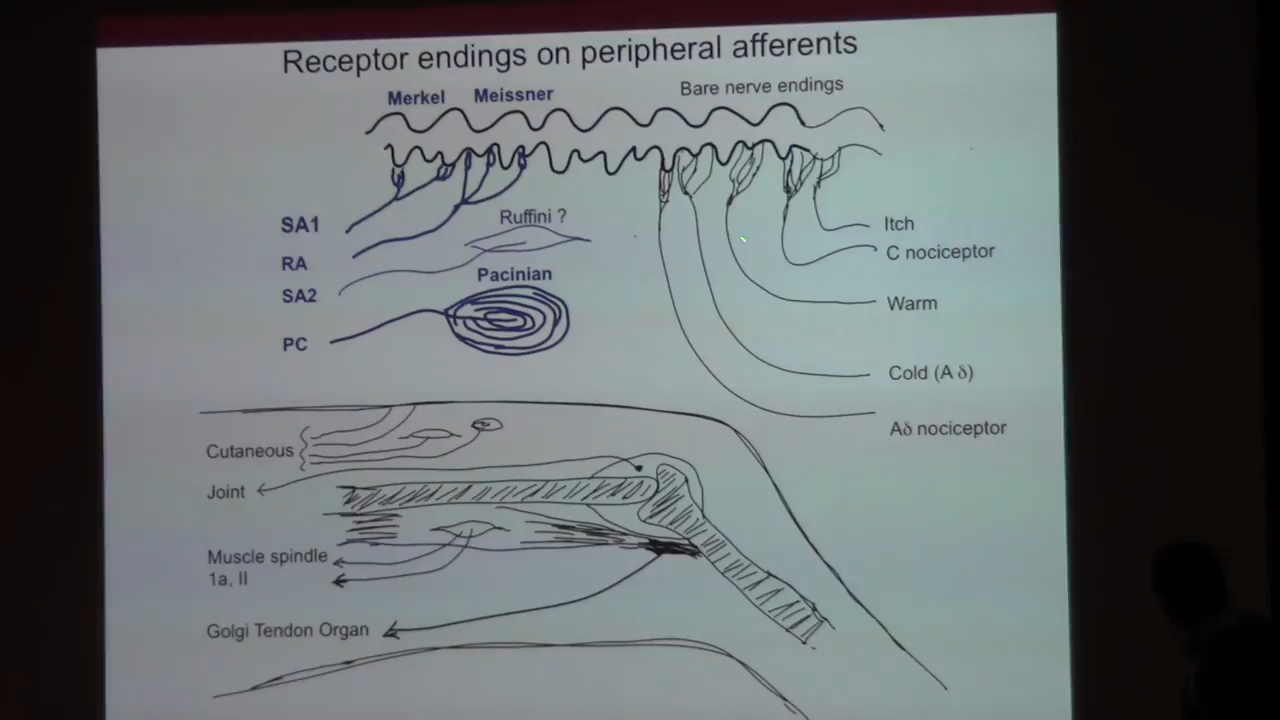 Receptor endings on peripheral afferents
Merkel
Meissner
Bare nerve endings
SA1
RA
SA2
PC
Ruffini ?
Pacinian
Itch
C nociceptor
Warm
Cold (A δ)
Aδ nociceptor
Cutaneous
Joint
Muscle spindle
1a, II
Golgi Tendon Organ